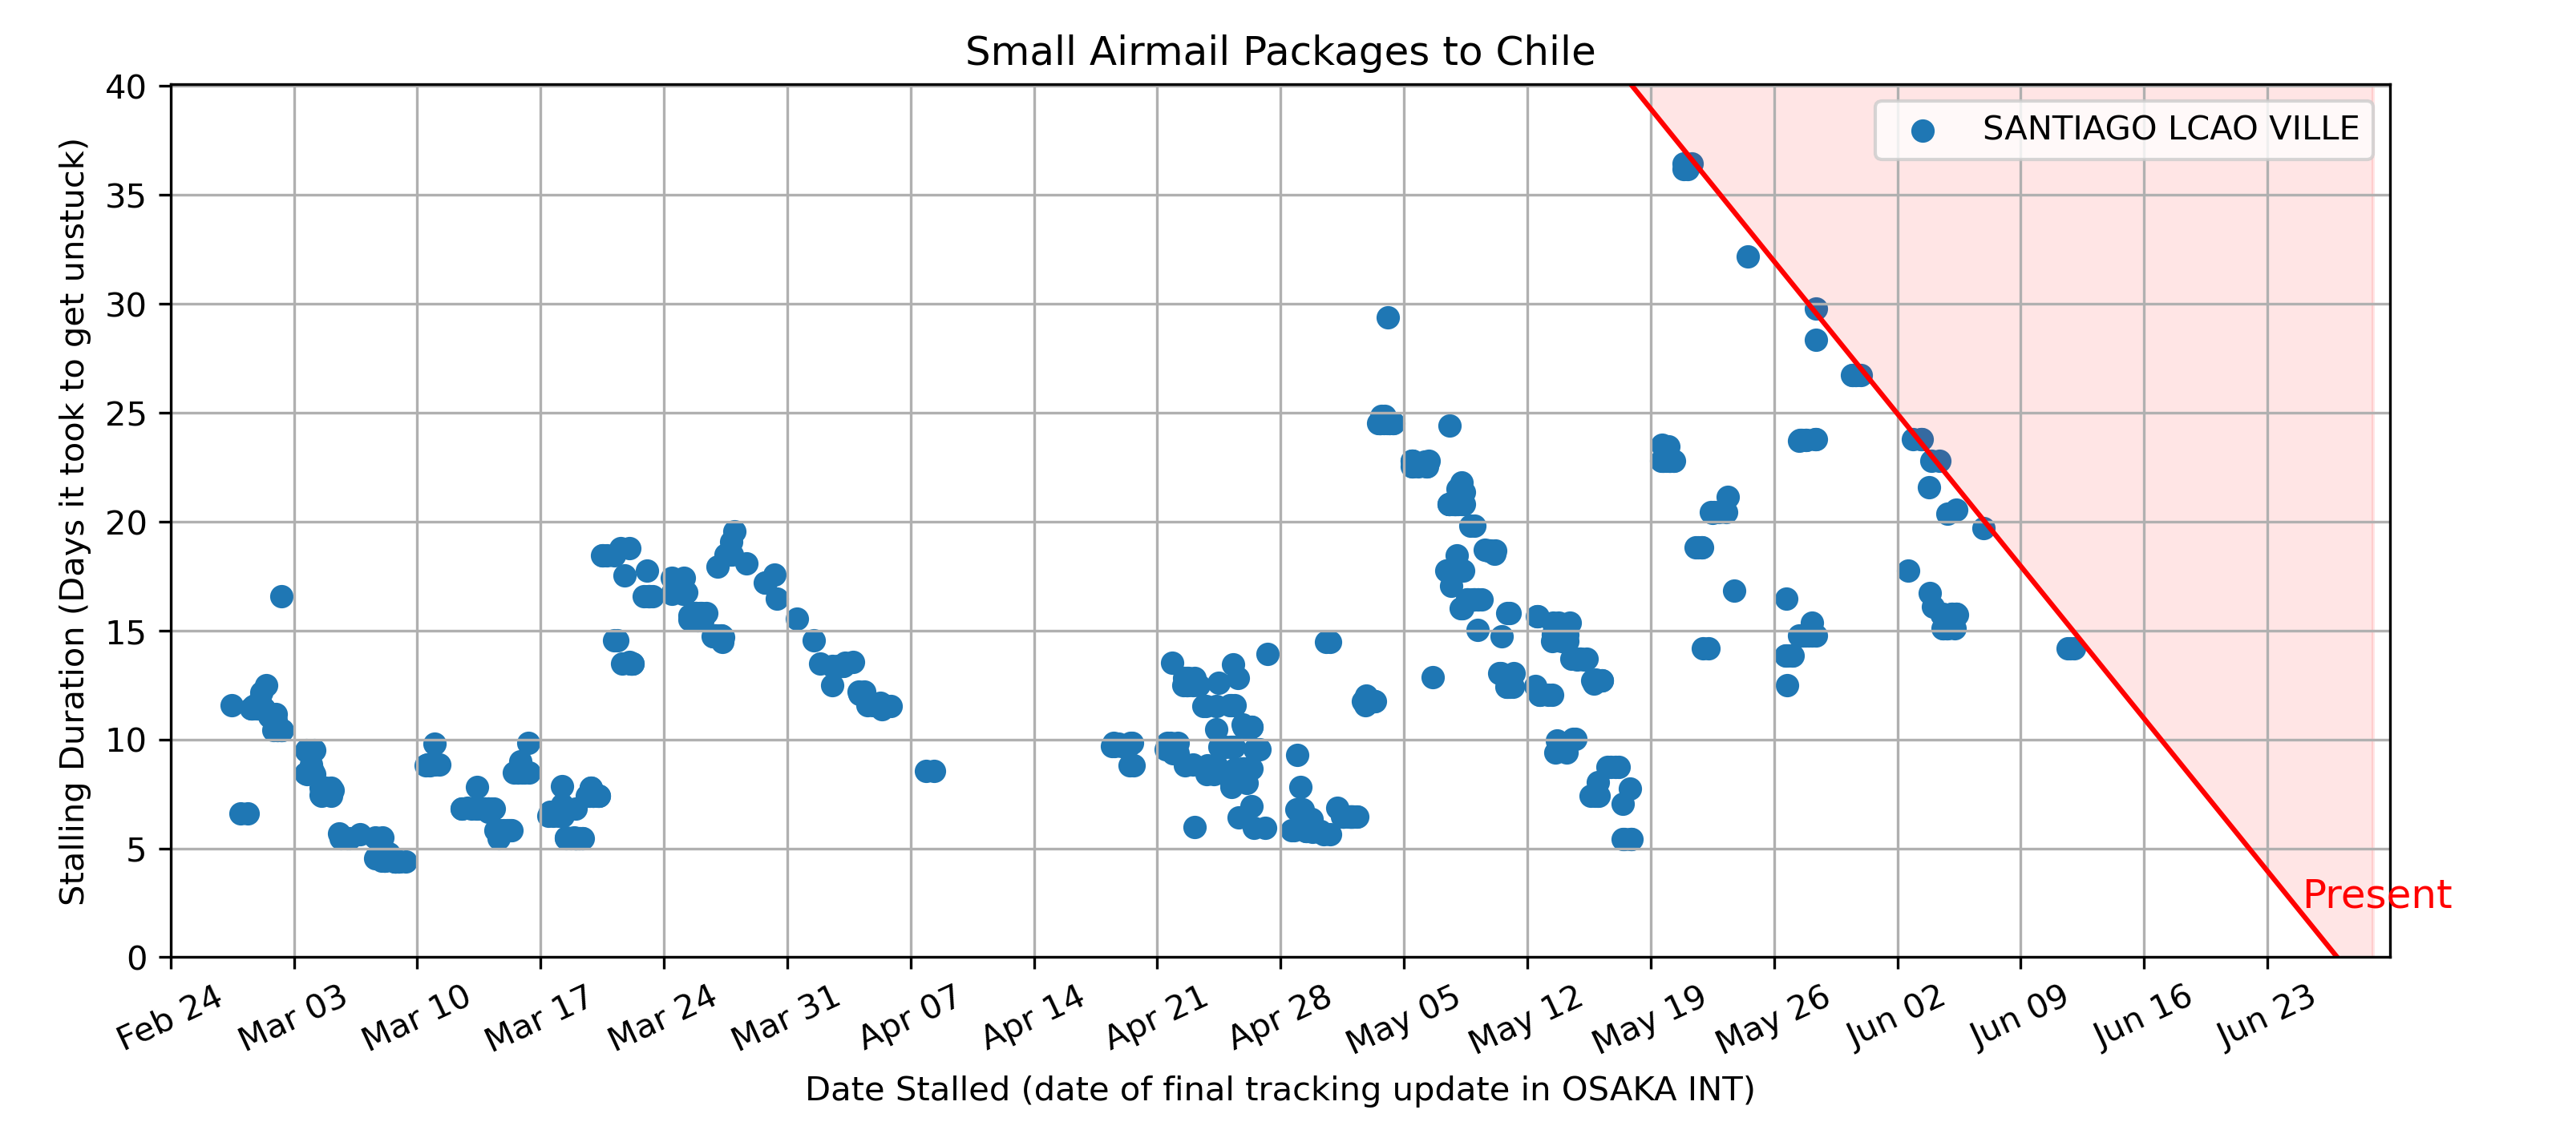 Small Airmail Packages to Chile
SANTIAGO LCAO VILLE
Stalling Duration (Days it took to get unstuck)
40
35
30
25
20
15
10
5
0
Present
Feb 24
Mar 03
Mar 10
Mar 17
Mar 24
Mar 31
Apr 07
Apr 14
Apr 21
Apr 28
May 05
May 12
May 19
May 26
Jun 02
Jun 09
Jun 16
Jun 23
Date Stalled (date of final tracking update in OSAKA INT)